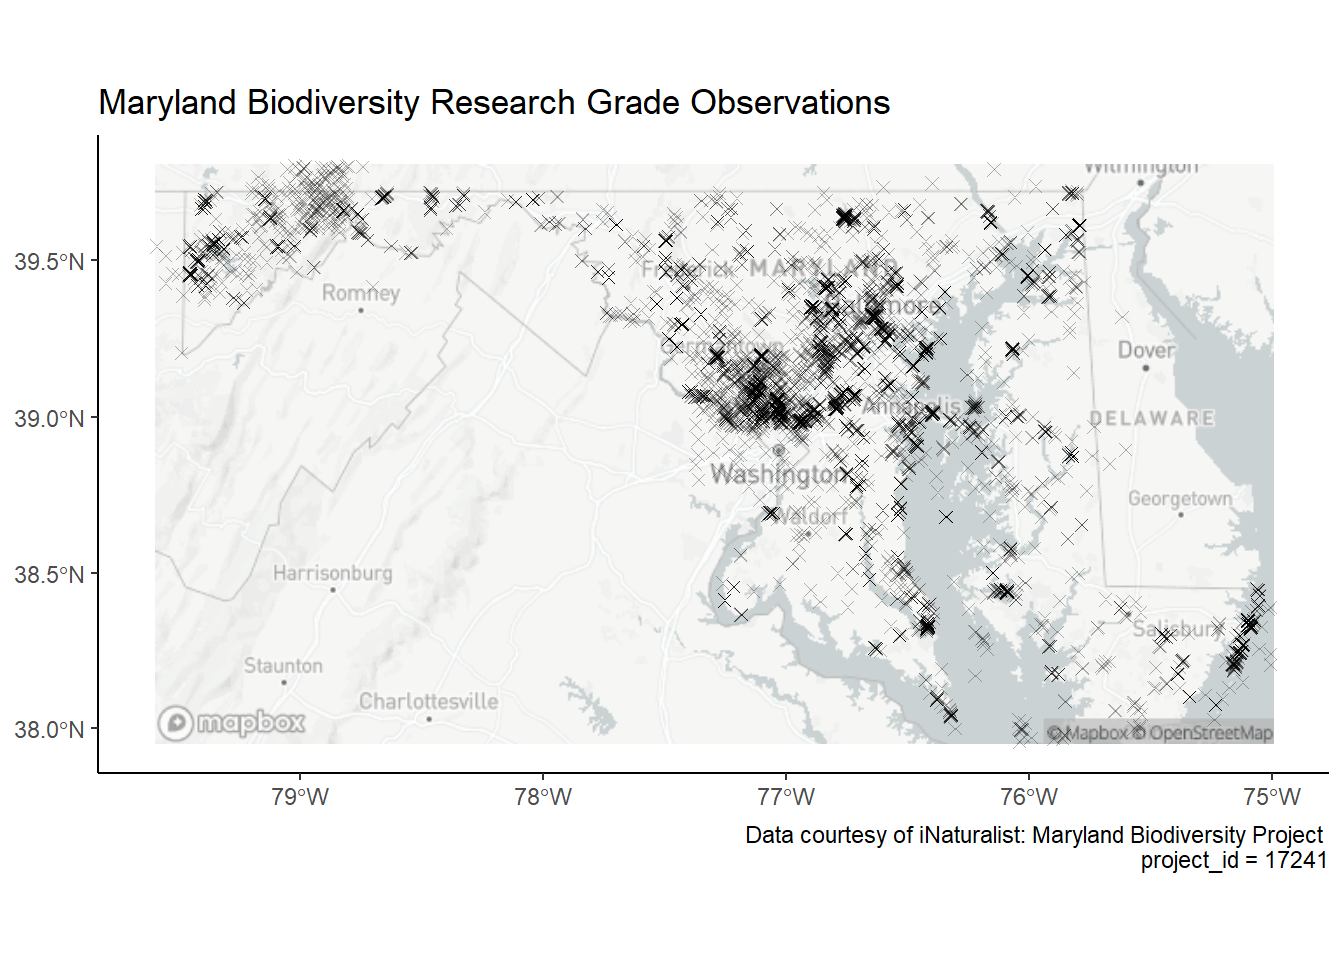 Maryland Biodiversity Research Grade Observations
Wilmington
39.5°N
Frederick
MARYLAND
Romney
Baltimore
Germantown
Dover
39.0°N
Annapolis
DELAWARE
Washington
Georgetown
Waldorf
38.5°N
Harrisonburg
Salisbury
Staunton
Charlottesville
38.0°N
mapbox
© Mapbox © OpenStreetMap
79°W
78°W
77°W
76°W
75°W
Data courtesy of iNaturalist: Maryland Biodiversity Project
project_id = 17241